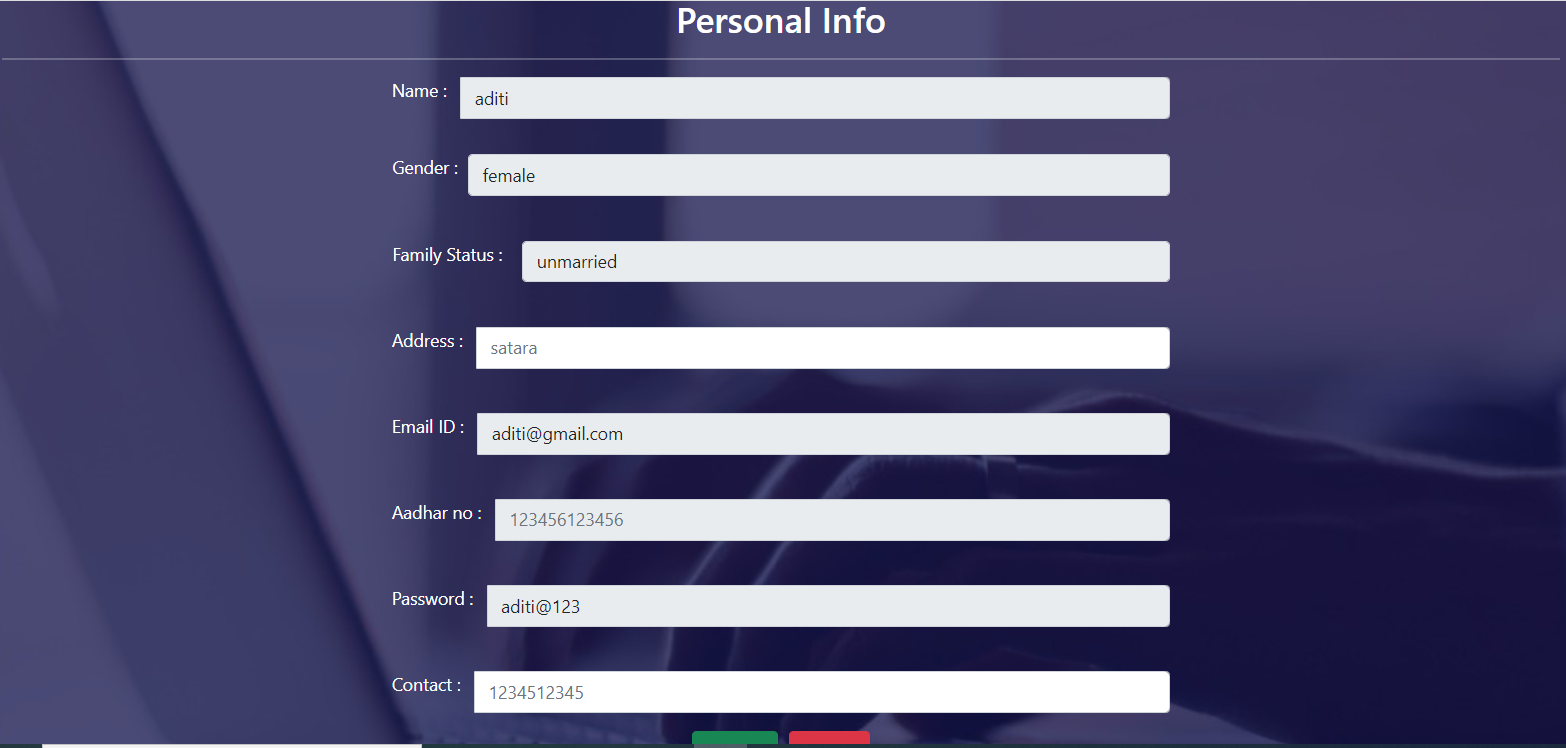 Personal Info
Name : aditi
Gender : female
Family Status : unmarried
Address : satara
Email ID : aditi@gmail.com
Aadhar no : 123456123456
Password : aditi@123
Contact : 1234512345